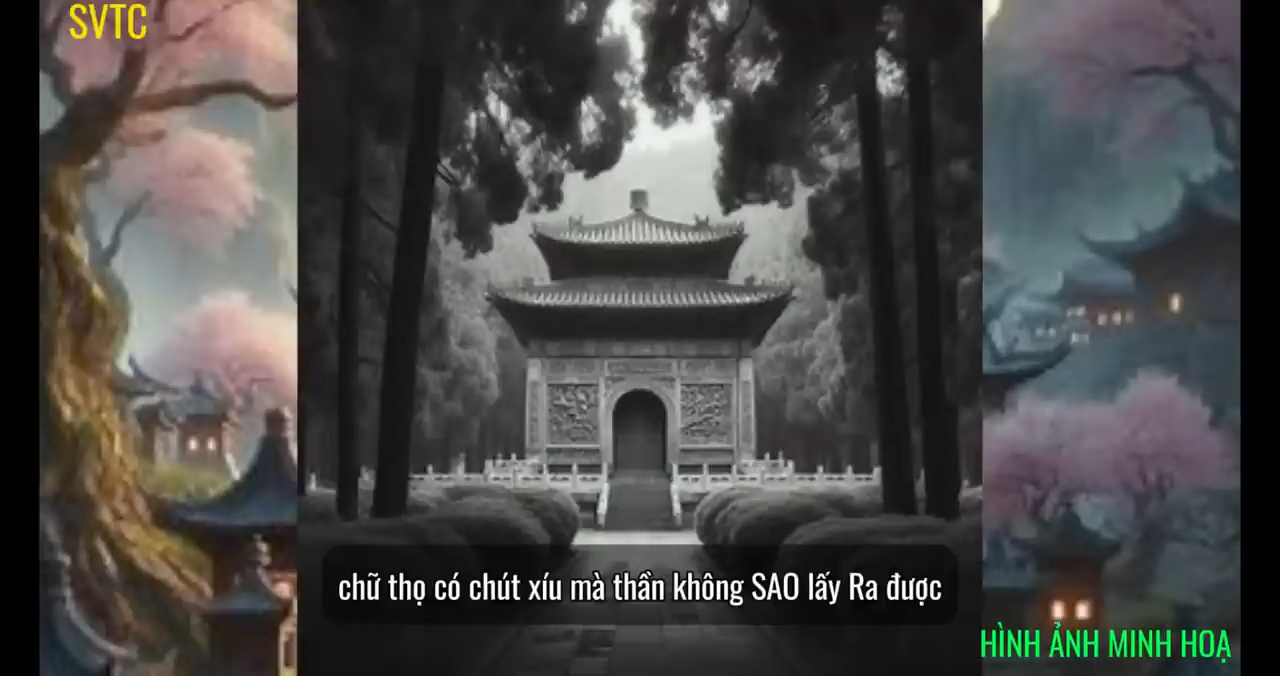 SVTC
chữ thọ có chút xíu mà thần không SAO lấy Ra được
HÌNH ẢNH MINH HOẠ